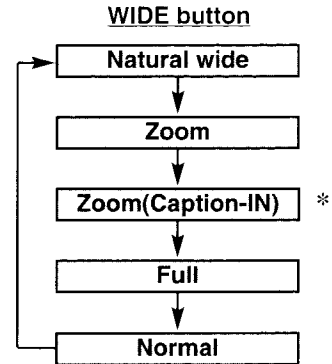 WIDE button
Natural wide
Zoom
Zoom(Caption-IN) *
Full
Normal